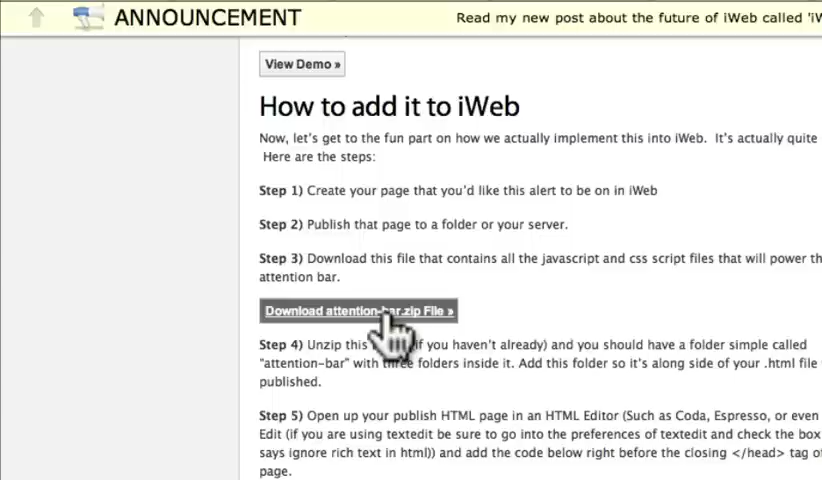 ANNOUNCEMENT
Read my new post about the future of iWeb called 'iW
View Demo »
How to add it to iWeb
Now, let's get to the fun part on how we actually implement this into iWeb. It's actually quite
Here are the steps:
Step 1) Create your page that you'd like this alert to be on in iWeb
Step 2) Publish that page to a folder or your server.
Step 3) Download this file that contains all the javascript and css script files that will power th
attention bar.
Download attention-bar.zip File »
Step 4) Unzip this if you haven't already) and you should have a folder simple called
"attention-bar" with three folders inside it. Add this folder so it's along side of your .html file
published.
Step 5) Open up your publish HTML page in an HTML Editor (Such as Coda, Espresso, or even
Edit (if you are using textedit be sure to go into the preferences of textedit and check the box
says ignore rich text in html)) and add the code below right before the closing </head> tag of
page.